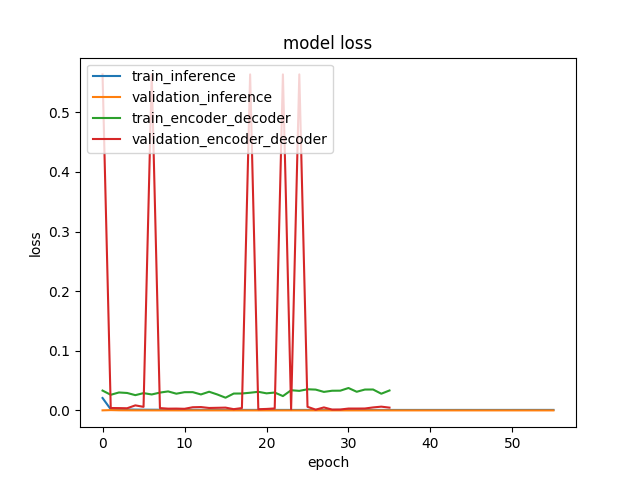 model loss
train_inference
validation_inference
train_encoder_decoder
validation_encoder_decoder
loss
0.5
0.4
0.3
0.2
0.1
0.0
0 10 20 30 40 50
epoch